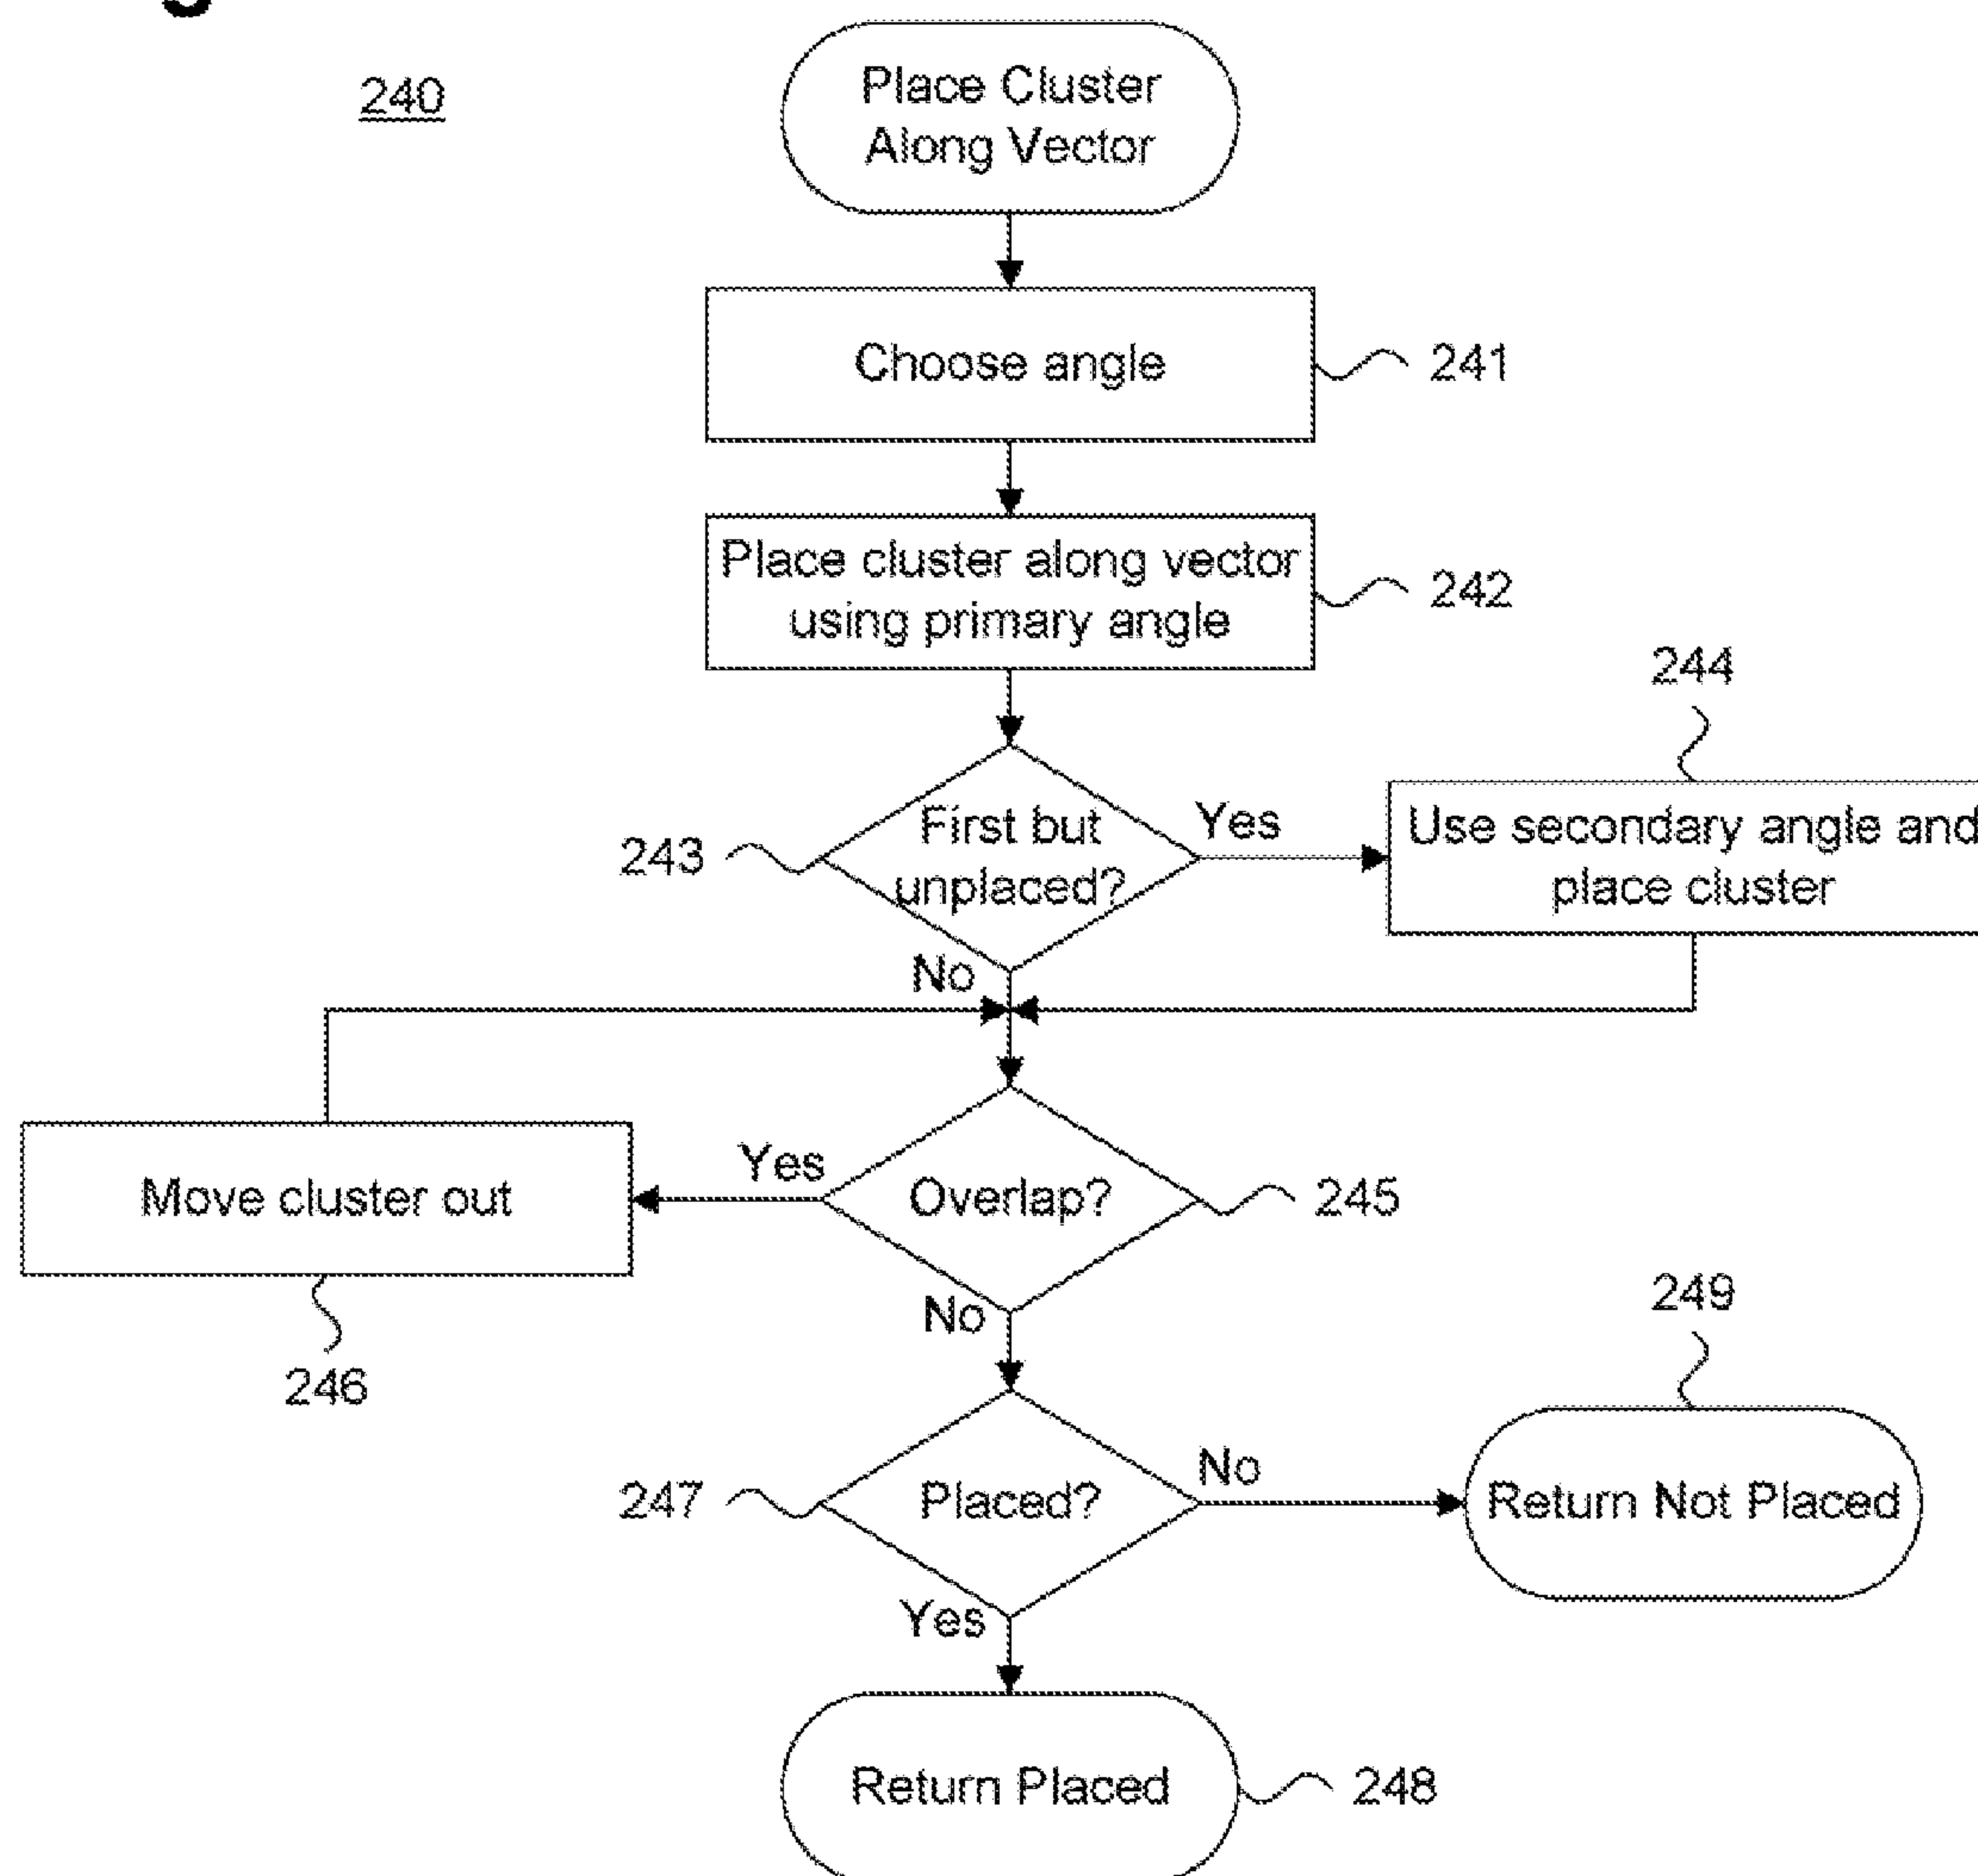 240
Place Cluster
Along Vector
Choose angle
241
Place cluster along vector
using primary angle
242
244
243
First but
unplaced?
Yes
Use secondary angle and
place cluster
No
Move cluster out
Yes
Overlap?
245
246
No
249
247
Placed?
No
Return Not Placed
Yes
Return Placed
248